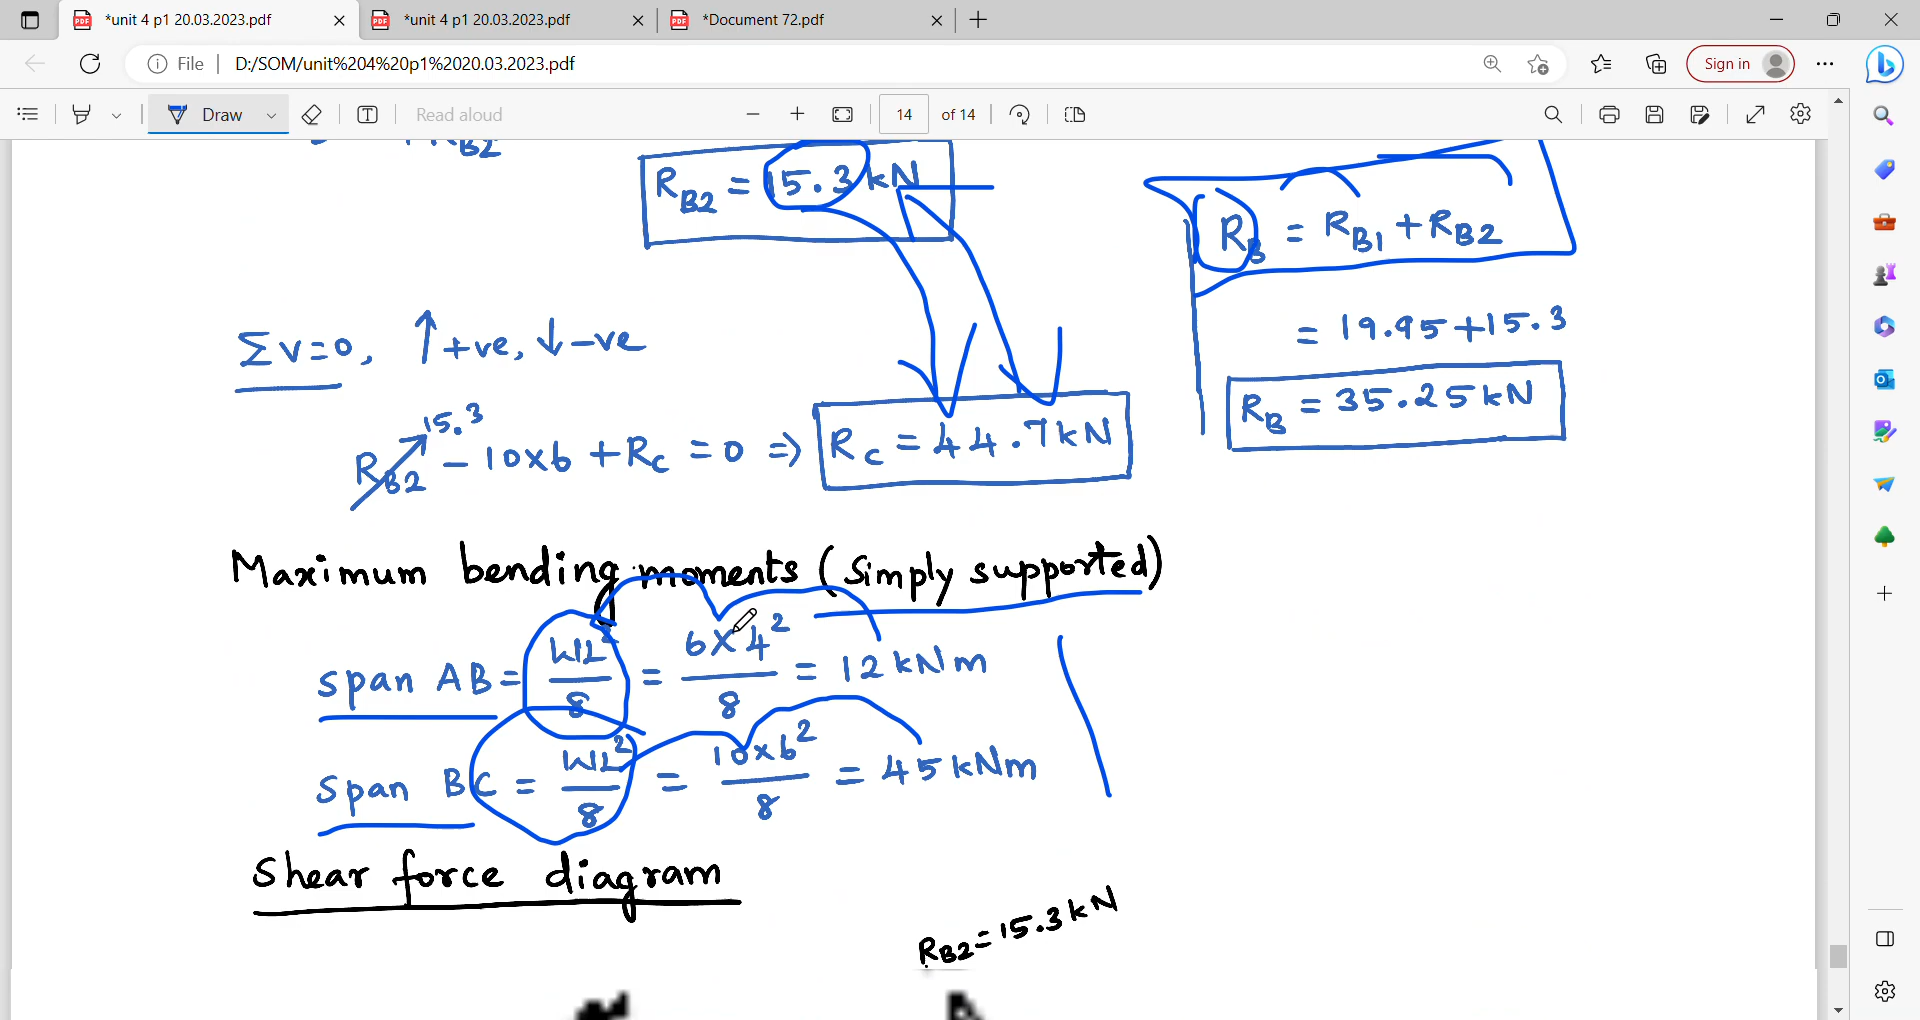 *unit 4 p1 20.03.2023.pdf
*unit 4 p1 20.03.2023.pdf
*Document 72.pdf
File
D:/SOM/unit%204%20p1%2020.03.2023.pdf
Sign in
Draw
Read aloud
14 of 14
RB2 = 15.3 kN
RB = RB1 + RB2
= 19.95 + 15.3
RB = 35.25 kN
ΣV=0, ↑ +ve, ↓ -ve
15.3
RB2 - 10x6 + Rc = 0 => Rc = 44.7 kN
Maximum bending moments (simply supported)
span AB = WL²/8 = 6x4²/8 = 12 kNm
span BC = WL²/8 = 10x6²/8 = 45 kNm
Shear force diagram
RB2 = 15.3 kN